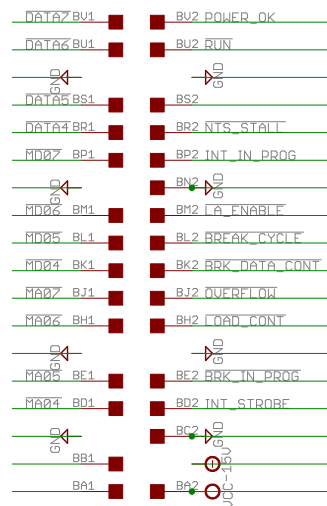 DATA7 BV1 BV2 POWER_OK
DATA6 BU1 BU2 RUN
GND GND
DATA5 BS1 BS2
DATA4 BR1 BR2 NTS_STALL
MD07 BP1 BP2 INT_IN_PROG
GND BN2 GND
MD06 BM1 BM2 LA_ENABLE
MD05 BL1 BL2 BREAK_CYCLE
MD04 BK1 BK2 BRK_DATA_CONT
MA07 BJ1 BJ2 OVERFLOW
MA06 BH1 BH2 LOAD_CONT
GND GND
MA05 BE1 BE2 BRK_IN_PROG
MA04 BD1 BD2 INT_STROBE
GND BC2 GND
BB1
BA1 BA2 VCC-15V